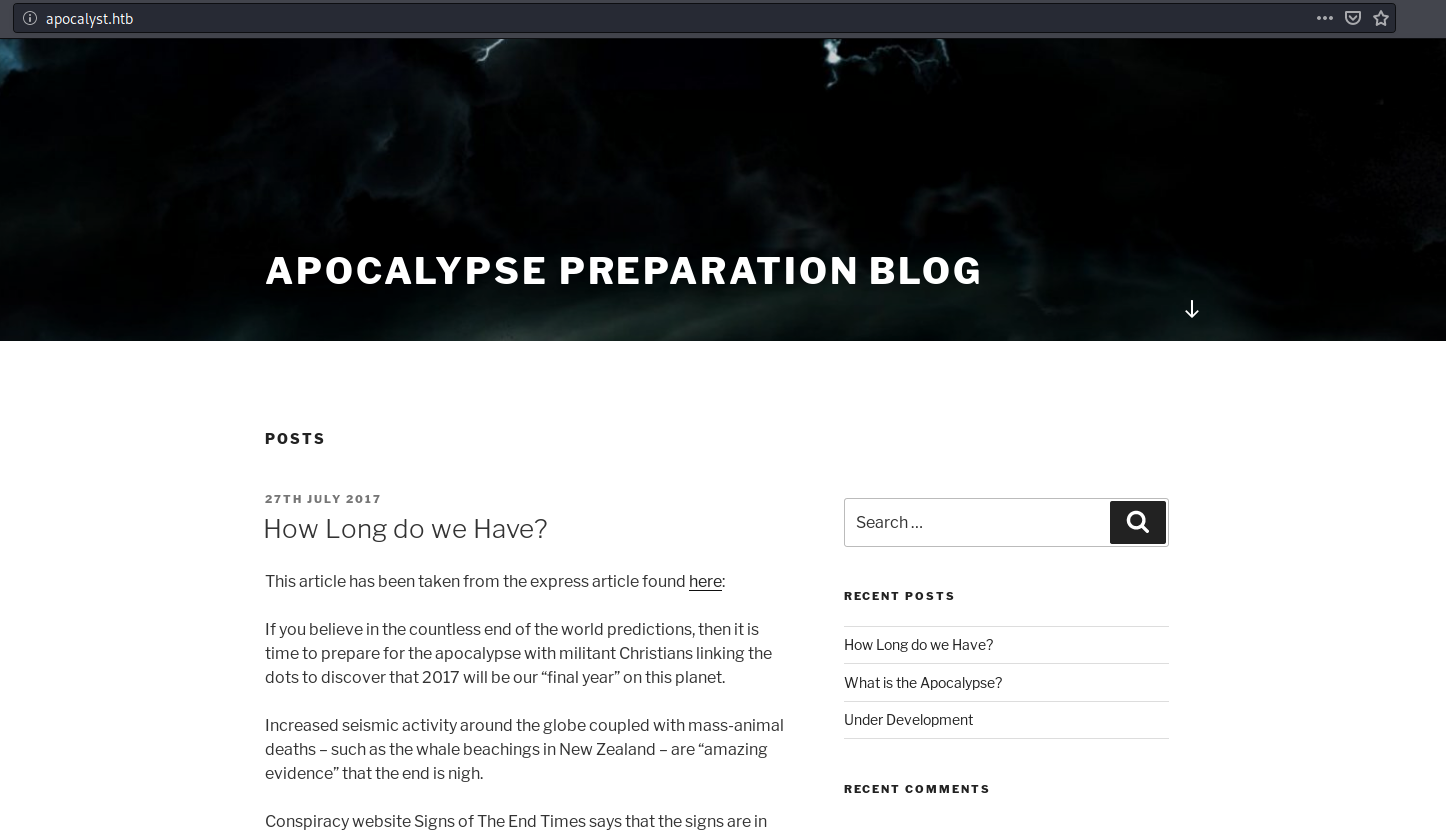 apocalyst.htb
APOCALYPSE PREPARATION BLOG
POSTS
27TH JULY 2017
How Long do we Have?
This article has been taken from the express article found here:
If you believe in the countless end of the world predictions, then it is
time to prepare for the apocalypse with militant Christians linking the
dots to discover that 2017 will be our “final year” on this planet.
Increased seismic activity around the globe coupled with mass-animal
deaths – such as the whale beachings in New Zealand – are “amazing
evidence” that the end is nigh.
Conspiracy website Signs of The End Times says that the signs are in
Search …
RECENT POSTS
How Long do we Have?
What is the Apocalypse?
Under Development
RECENT COMMENTS